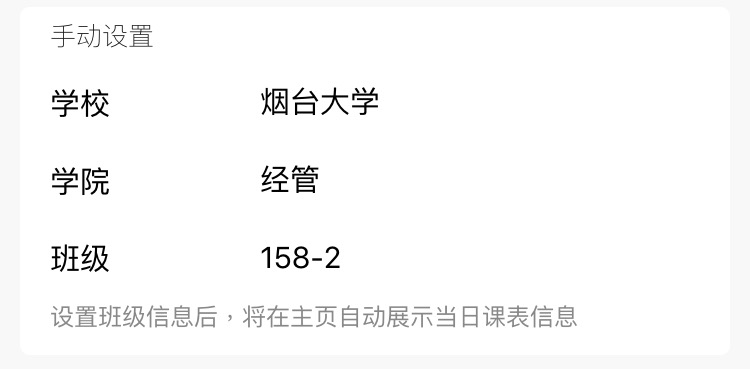 手动设置
学校 烟台大学
学院 经管
班级 158-2
设置班级信息后，将在主页自动展示当日课表信息